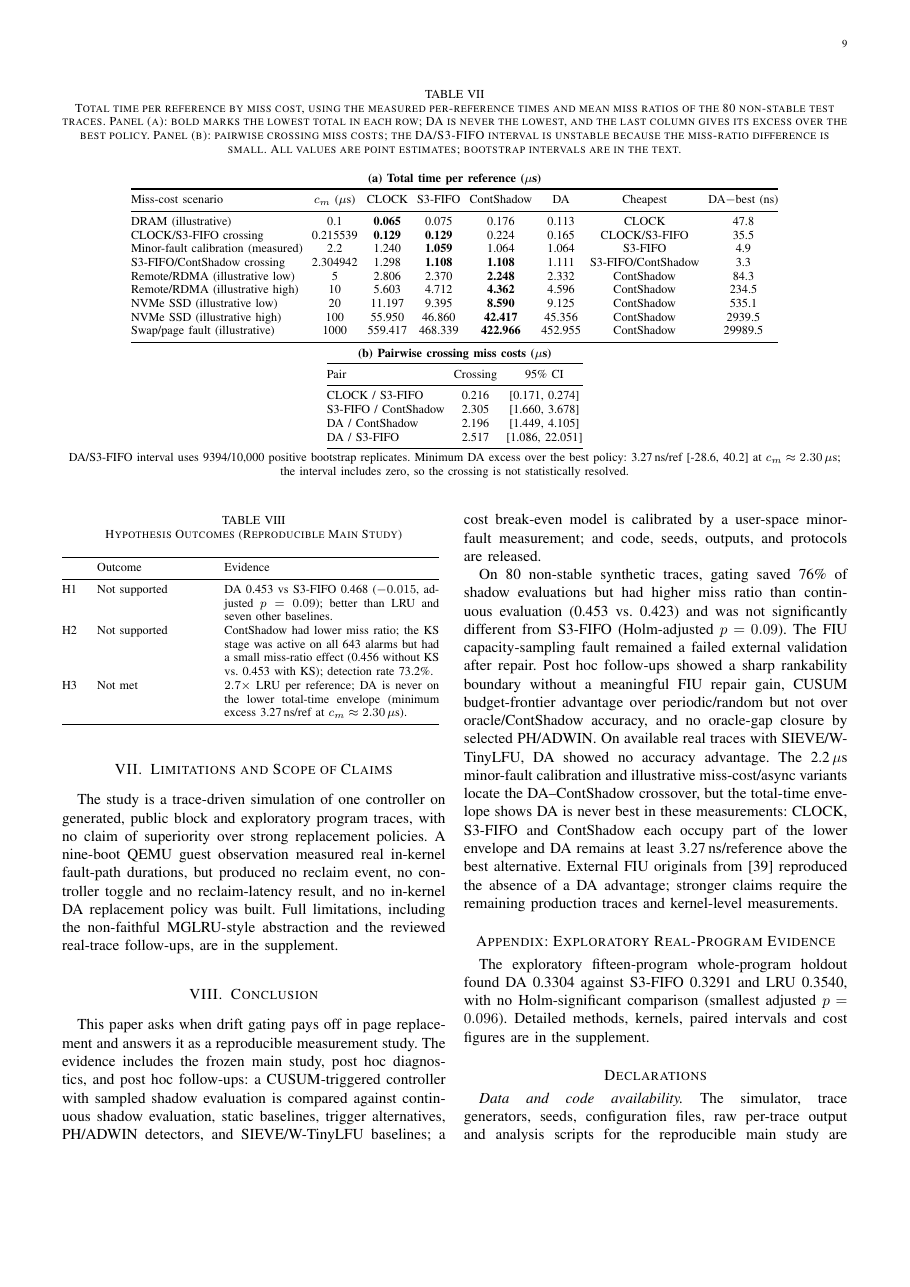 9
TABLE VII
TOTAL TIME PER REFERENCE BY MISS COST, USING THE MEASURED PER-REFERENCE TIMES AND MEAN MISS RATIOS OF THE 80 NON-STABLE TEST
TRACES. PANEL (A): BOLD MARKS THE LOWEST TOTAL IN EACH ROW; DA IS NEVER THE LOWEST, AND THE LAST COLUMN GIVES ITS EXCESS OVER THE
BEST POLICY. PANEL (B): PAIRWISE CROSSING MISS COSTS; THE DA/S3-FIFO INTERVAL IS UNSTABLE BECAUSE THE MISS-RATIO DIFFERENCE IS
SMALL. ALL VALUES ARE POINT ESTIMATES; BOOTSTRAP INTERVALS ARE IN THE TEXT.
(a) Total time per reference (μs)
Miss-cost scenario c_m (μs) CLOCK S3-FIFO ContShadow DA Cheapest DA−best (ns)
DRAM (illustrative) 0.1 0.065 0.075 0.176 0.113 CLOCK 47.8
CLOCK/S3-FIFO crossing 0.215539 0.129 0.129 0.224 0.165 CLOCK/S3-FIFO 35.5
Minor-fault calibration (measured) 2.2 1.240 1.059 1.064 1.064 S3-FIFO 4.9
S3-FIFO/ContShadow crossing 2.304942 1.298 1.108 1.108 1.111 S3-FIFO/ContShadow 3.3
Remote/RDMA (illustrative low) 5 2.806 2.370 2.248 2.332 ContShadow 84.3
Remote/RDMA (illustrative high) 10 5.603 4.712 4.362 4.596 ContShadow 234.5
NVMe SSD (illustrative low) 20 11.197 9.395 8.590 9.125 ContShadow 535.1
NVMe SSD (illustrative high) 100 55.950 46.860 42.417 45.356 ContShadow 2939.5
Swap/page fault (illustrative) 1000 559.417 468.339 422.966 452.955 ContShadow 29989.5
(b) Pairwise crossing miss costs (μs)
Pair Crossing 95% CI
CLOCK / S3-FIFO 0.216 [0.171, 0.274]
S3-FIFO / ContShadow 2.305 [1.660, 3.678]
DA / ContShadow 2.196 [1.449, 4.105]
DA / S3-FIFO 2.517 [1.086, 22.051]
DA/S3-FIFO interval uses 9394/10,000 positive bootstrap replicates. Minimum DA excess over the best policy: 3.27 ns/ref [-28.6, 40.2] at c_m ≈ 2.30 μs;
the interval includes zero, so the crossing is not statistically resolved.
TABLE VIII
HYPOTHESIS OUTCOMES (REPRODUCIBLE MAIN STUDY)
Outcome Evidence
H1 Not supported DA 0.453 vs S3-FIFO 0.468 (−0.015, ad-
justed p = 0.09); better than LRU and
seven other baselines.
H2 Not supported ContShadow had lower miss ratio; the KS
stage was active on all 643 alarms but had
a small miss-ratio effect (0.456 without KS
vs. 0.453 with KS); detection rate 73.2%.
H3 Not met 2.7× LRU per reference; DA is never on
the lower total-time envelope (minimum
excess 3.27 ns/ref at c_m ≈ 2.30 μs).
VII. LIMITATIONS AND SCOPE OF CLAIMS
The study is a trace-driven simulation of one controller on
generated, public block and exploratory program traces, with
no claim of superiority over strong replacement policies. A
nine-boot QEMU guest observation measured real in-kernel
fault-path durations, but produced no reclaim event, no con-
troller toggle and no reclaim-latency result, and no in-kernel
DA replacement policy was built. Full limitations, including
the non-faithful MGLRU-style abstraction and the reviewed
real-trace follow-ups, are in the supplement.
VIII. CONCLUSION
This paper asks when drift gating pays off in page replace-
ment and answers it as a reproducible measurement study. The
evidence includes the frozen main study, post hoc diagnos-
tics, and post hoc follow-ups: a CUSUM-triggered controller
with sampled shadow evaluation is compared against contin-
uous shadow evaluation, static baselines, trigger alternatives,
PH/ADWIN detectors, and SIEVE/W-TinyLFU baselines; a
cost break-even model is calibrated by a user-space minor-
fault measurement; and code, seeds, outputs, and protocols
are released.
On 80 non-stable synthetic traces, gating saved 76% of
shadow evaluations but had higher miss ratio than contin-
uous evaluation (0.453 vs. 0.423) and was not significantly
different from S3-FIFO (Holm-adjusted p = 0.09). The FIU
capacity-sampling fault remained a failed external validation
after repair. Post hoc follow-ups showed a sharp rankability
boundary without a meaningful FIU repair gain, CUSUM
budget-frontier advantage over periodic/random but not over
oracle/ContShadow accuracy, and no oracle-gap closure by
selected PH/ADWIN. On available real traces with SIEVE/W-
TinyLFU, DA showed no accuracy advantage. The 2.2 μs
minor-fault calibration and illustrative miss-cost/async variants
locate the DA–ContShadow crossover, but the total-time enve-
lope shows DA is never best in these measurements: CLOCK,
S3-FIFO and ContShadow each occupy part of the lower
envelope and DA remains at least 3.27 ns/reference above the
best alternative. External FIU originals from [39] reproduced
the absence of a DA advantage; stronger claims require the
remaining production traces and kernel-level measurements.
APPENDIX: EXPLORATORY REAL-PROGRAM EVIDENCE
The exploratory fifteen-program whole-program holdout
found DA 0.3304 against S3-FIFO 0.3291 and LRU 0.3540,
with no Holm-significant comparison (smallest adjusted p =
0.096). Detailed methods, kernels, paired intervals and cost
figures are in the supplement.
DECLARATIONS
Data and code availability. The simulator, trace
generators, seeds, configuration files, raw per-trace output
and analysis scripts for the reproducible main study are